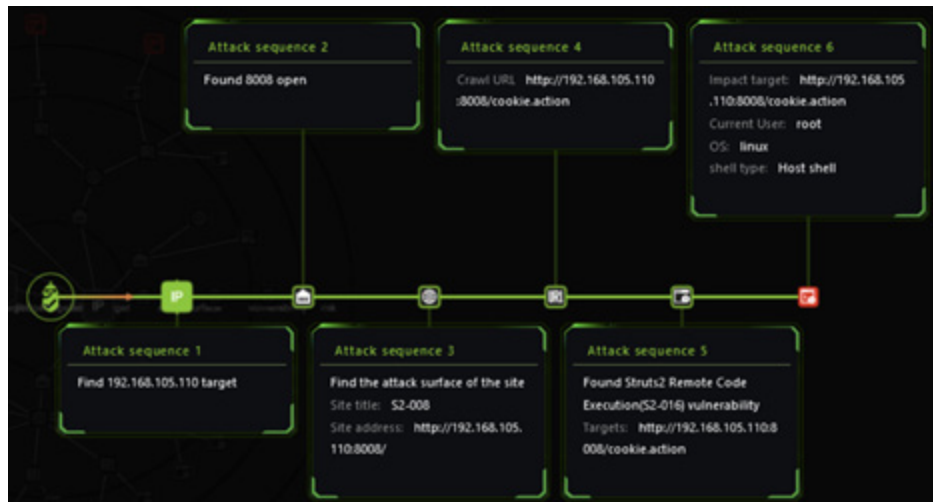 Attack sequence 2
Found 8008 open
Attack sequence 4
Crawl URL http://192.168.105.110
:8008/cookie.action
Attack sequence 6
Impact target: http://192.168.105
.110:8008/cookie.action
Current User: root
OS: linux
shell type: Host shell
IP
URL
Attack sequence 1
Find 192.168.105.110 target
Attack sequence 3
Find the attack surface of the site
Site title: S2-008
Site address: http://192.168.105.
110:8008/
Attack sequence 5
Found Struts2 Remote Code
Execution(S2-016) vulnerability
Targets: http://192.168.105.110:8
008/cookie.action